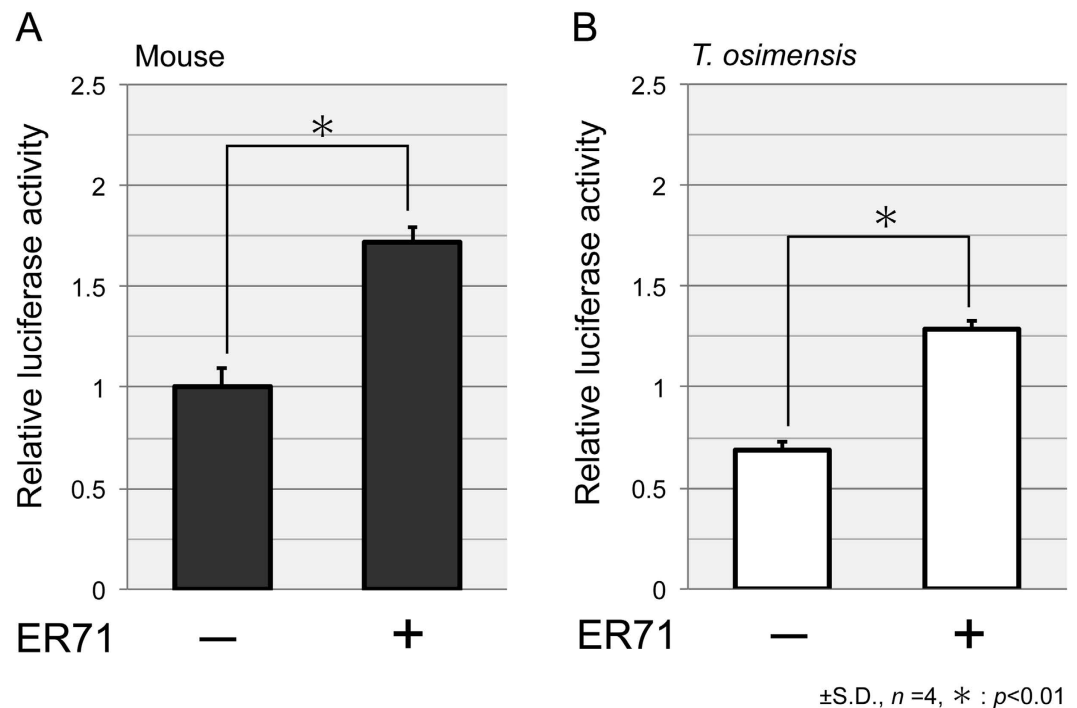 A
Mouse
Relative luciferase activity
2.5
2
1.5
1
0.5
0
*
ER71 — +
B
T. osimensis
Relative luciferase activity
2.5
2
1.5
1
0.5
0
*
ER71 — +
±S.D., n =4, * : p<0.01